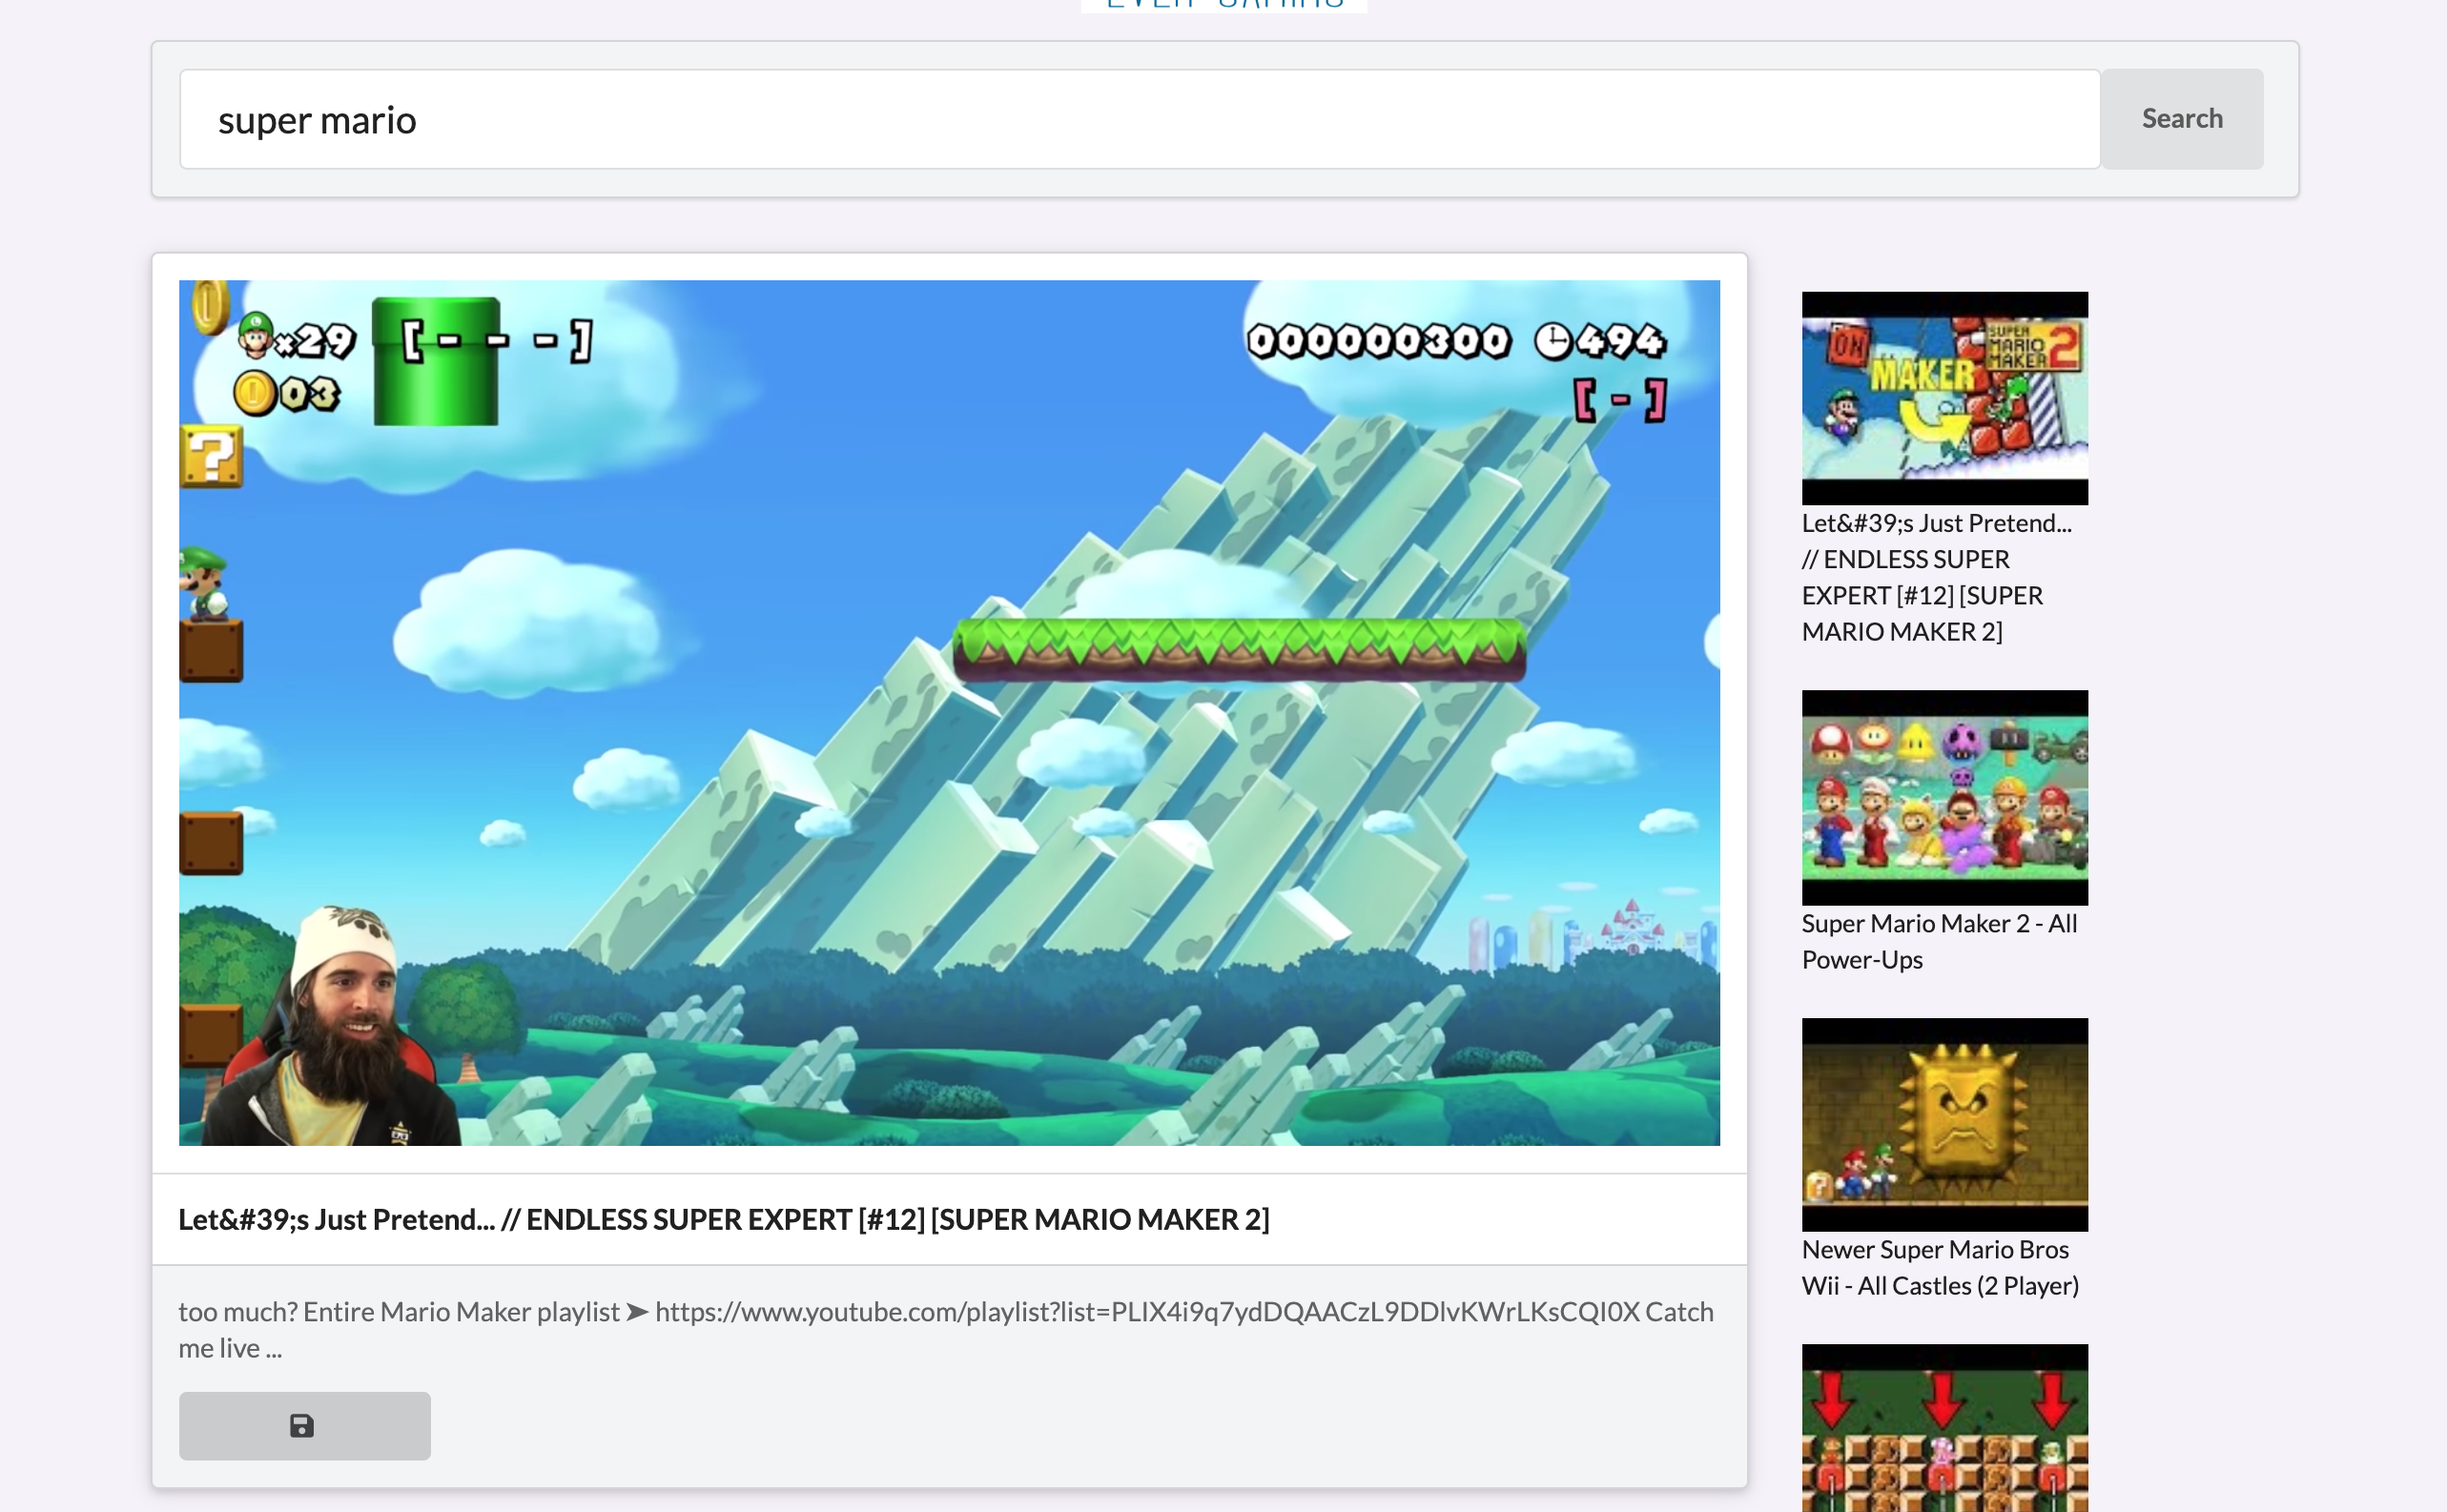 EVER GAMING
super mario
Search
×29
[ - - - ]
000000300
494
03
[ - ]
?
Let&#39;s Just Pretend... // ENDLESS SUPER EXPERT [#12] [SUPER MARIO MAKER 2]
too much? Entire Mario Maker playlist ➤ https://www.youtube.com/playlist?list=PLIX4i9q7ydDQAACzL9DDlvKWrLKsCQI0X Catch
me live ...
ON
SUPER
MARIO
MAKER 2
MAKER
Let&#39;s Just Pretend...
// ENDLESS SUPER
EXPERT [#12] [SUPER
MARIO MAKER 2]
Super Mario Maker 2 - All
Power-Ups
?
Newer Super Mario Bros
Wii - All Castles (2 Player)